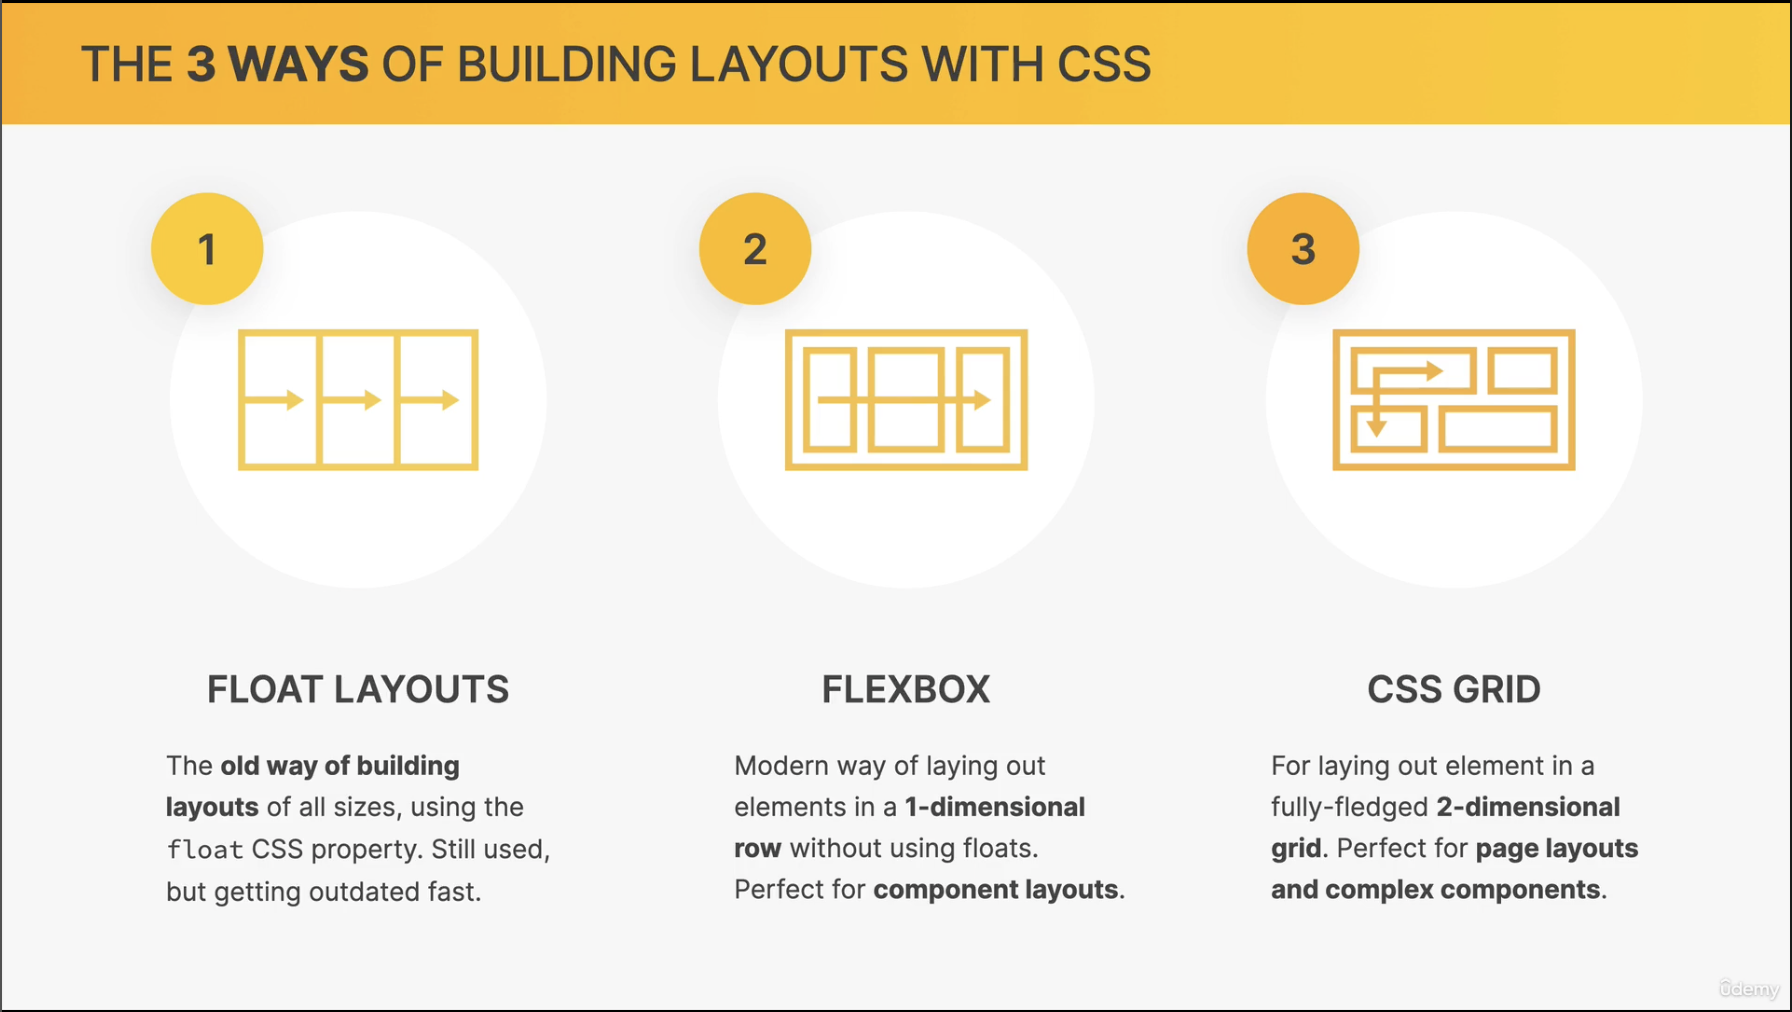 THE 3 WAYS OF BUILDING LAYOUTS WITH CSS
1
2
3
FLOAT LAYOUTS
The old way of building
layouts of all sizes, using the
float CSS property. Still used,
but getting outdated fast.
FLEXBOX
Modern way of laying out
elements in a 1-dimensional
row without using floats.
Perfect for component layouts.
CSS GRID
For laying out element in a
fully-fledged 2-dimensional
grid. Perfect for page layouts
and complex components.
ûdemy